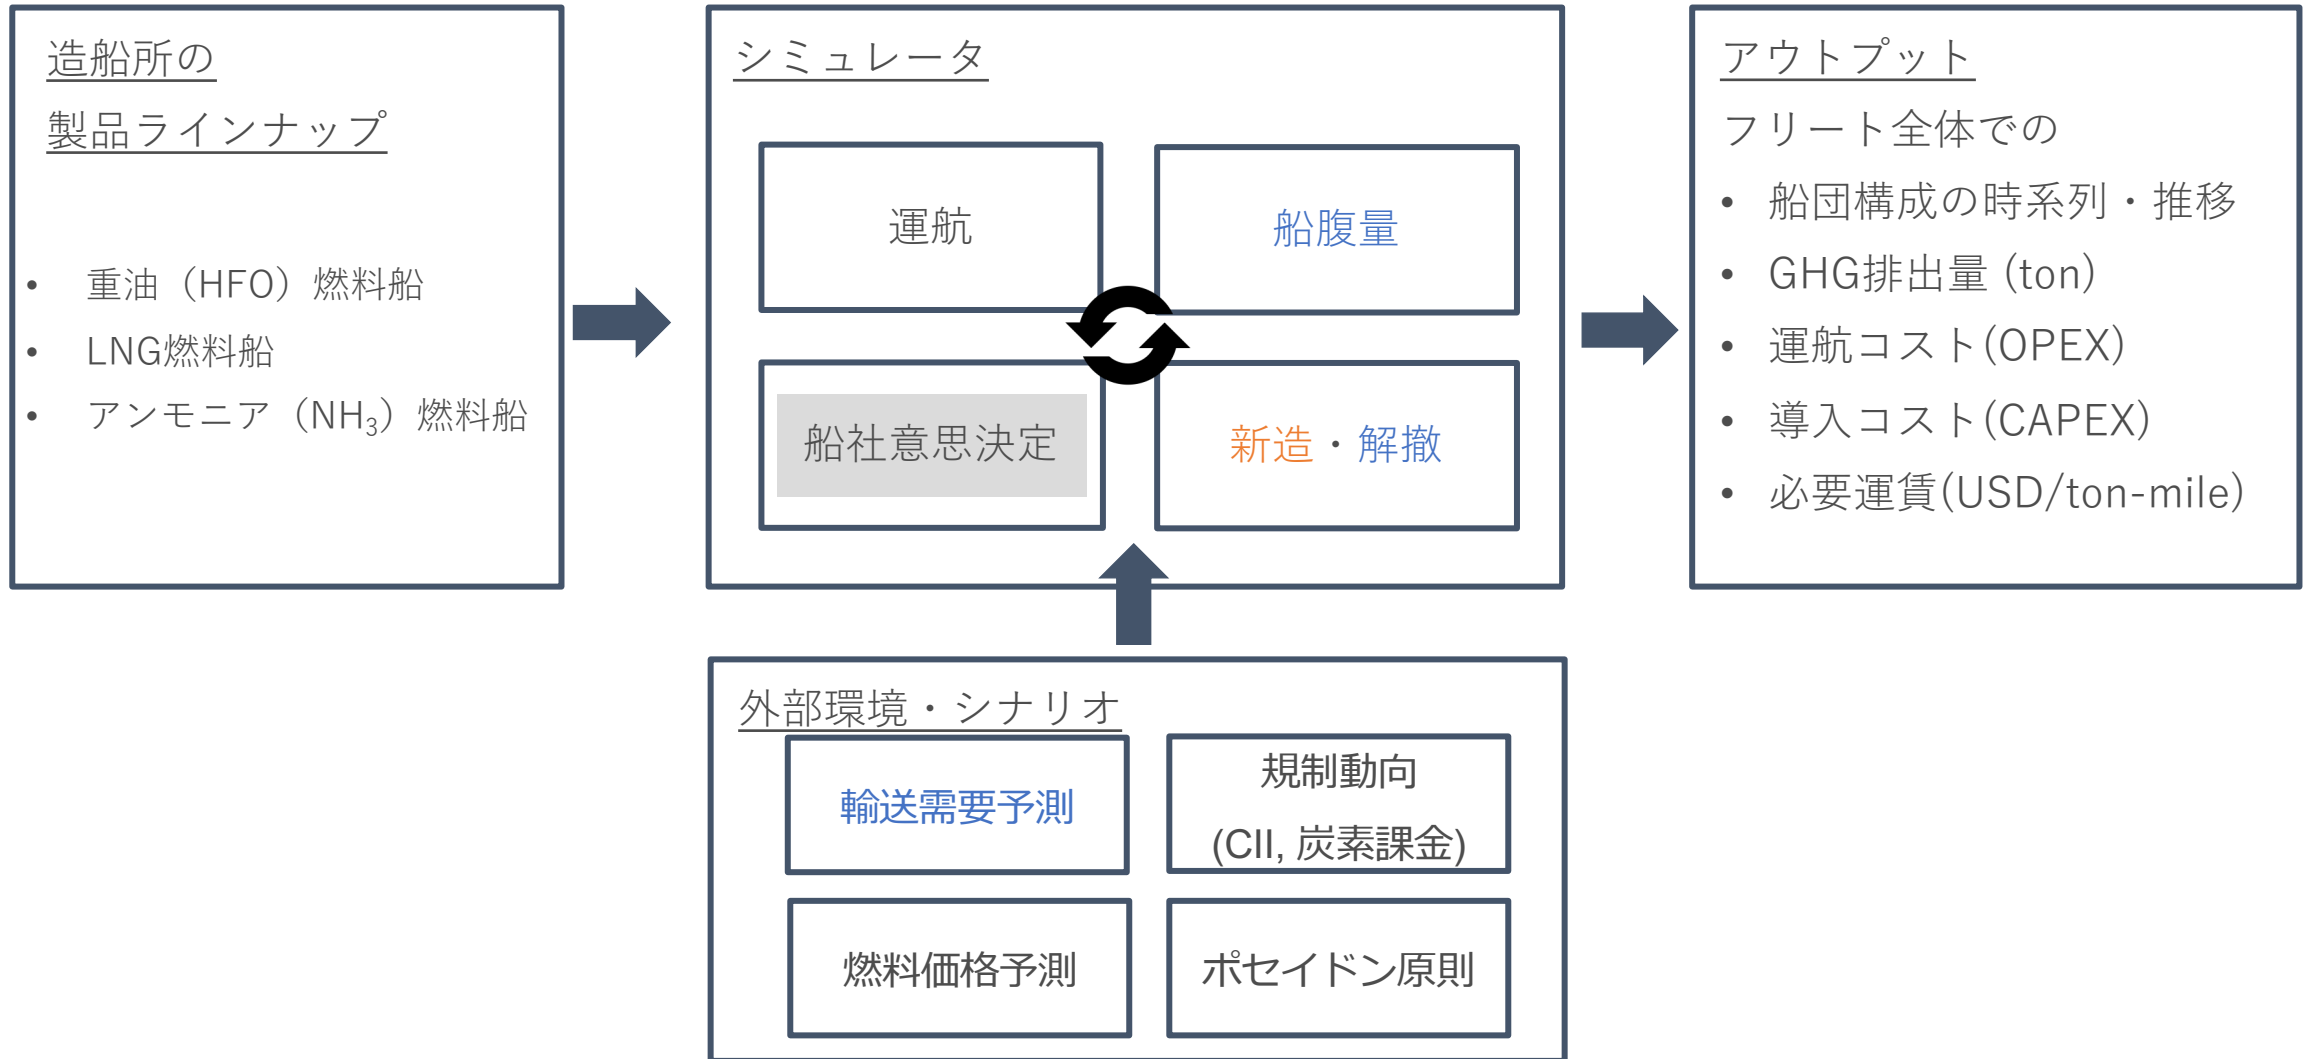 造船所の
製品ラインナップ
• 重油（HFO）燃料船
• LNG燃料船
• アンモニア（NH₃）燃料船
シミュレータ
運航
船腹量
船社意思決定
新造・解撤
アウトプット
フリート全体での
• 船団構成の時系列・推移
• GHG排出量 (ton)
• 運航コスト(OPEX)
• 導入コスト(CAPEX)
• 必要運賃(USD/ton-mile)
外部環境・シナリオ
輸送需要予測
規制動向
(CII, 炭素課金)
燃料価格予測
ポセイドン原則